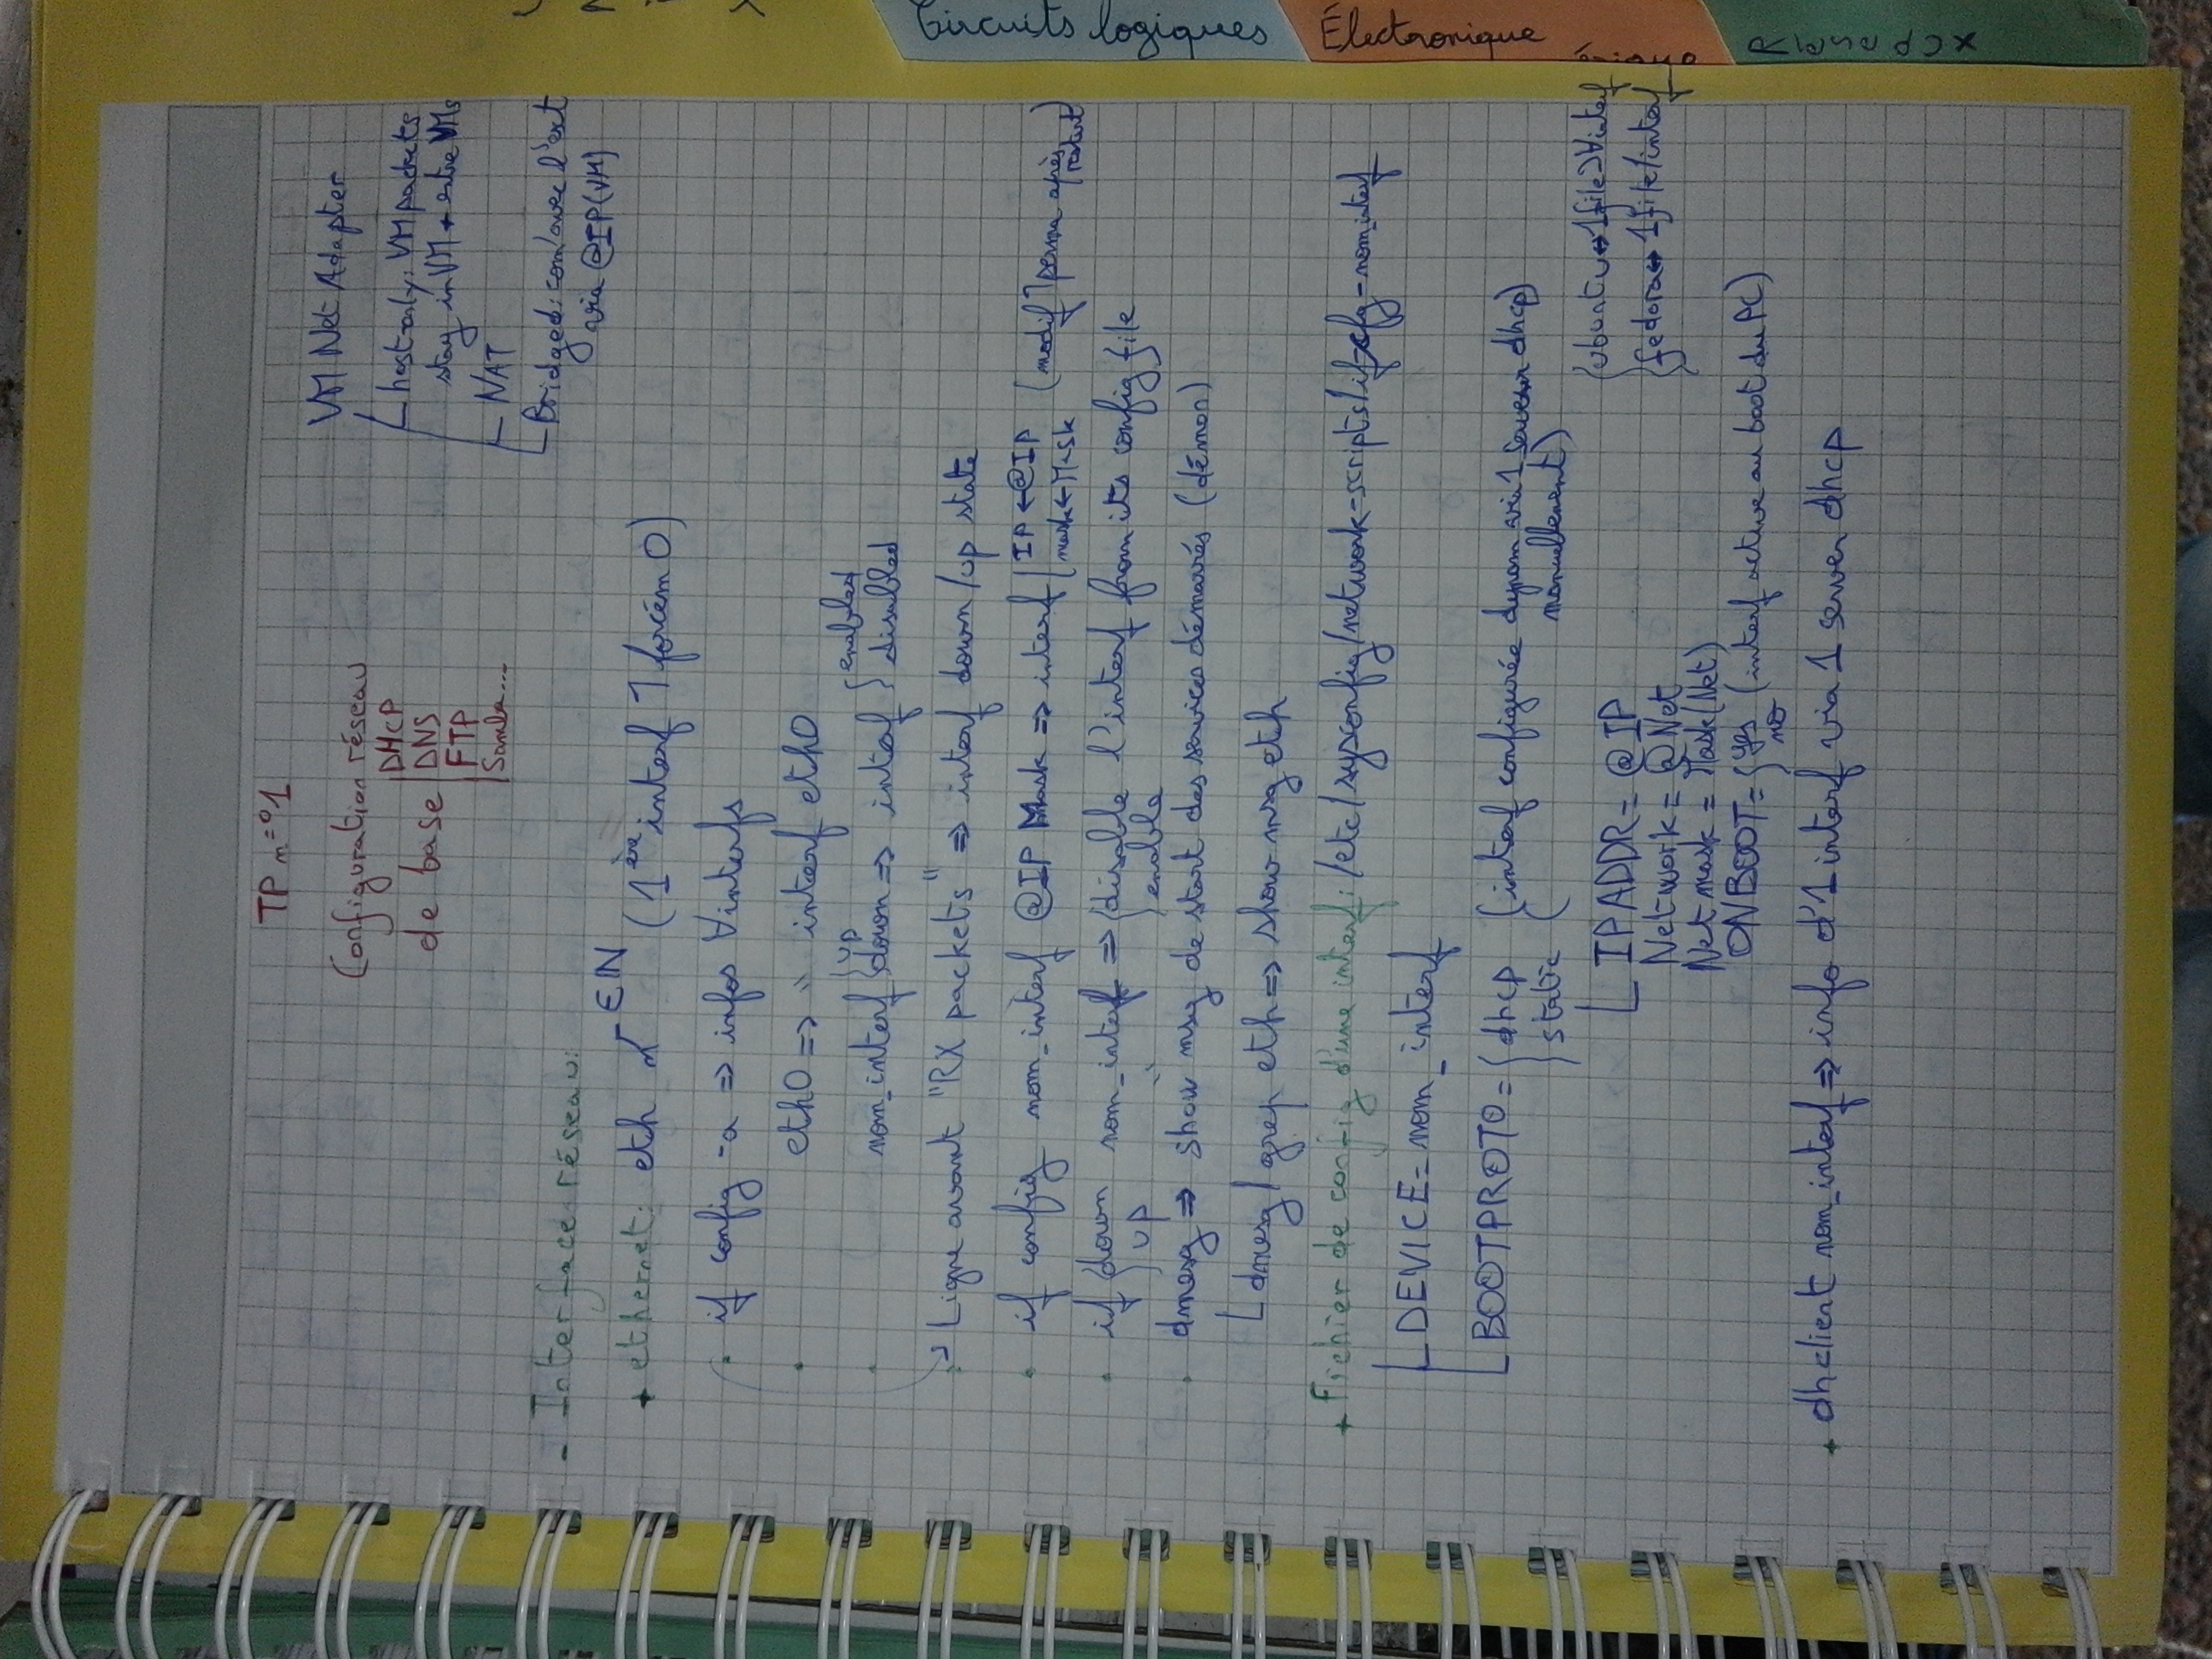 TP n=°1
Configuration réseau
de base
DHCP
DNS
FTP
Samba...
VM Net Adapter
host-only: VM packets
stay in VM + entre VMs
NAT
Bridged: com' avec l'ext
via @IP(VM)
- Interface réseau:
+ ethernet: eth x ∈ IN (1ère interf ⌉ forcém 0)
. if config -a => infos ∀interfs
. eth0 => " interf eth0
. nom_interf { up
down => interf { enabled
disabled
Ligne avant "RX packets" => interf down/up state
. if config nom_interf @IP Mask => interf | IP ← @IP
mask ← Mask
(modif ⌉ perma après restart)
. if { down nom_interf => { disable l'interf from its config file
up " enable
. dmesg => show msg de start des services démarrés (démon)
dmesg | grep eth => show msg eth
+ Fichier de config d'une interf: /etc/sysconfig/network-scripts/if-cfg-nom_interf
DEVICE = nom_interf
BOOTPROTO = { dhcp (interf configurée dynam via 1 serveur dhcp)
static ( manuellement)
IPADDR = @IP
Network = @Net
Netmask = Mask(Net)
ONBOOT = { yes (interf active au boot du PC)
no
{ ubuntu ↔ 1file ⊃ ∀interf
{ fedora ↔ 1file/interf
+ dhclient nom_interf => info d'1 interf via 1 server dhcp
Circuits logiques
Électronique
Réseaux